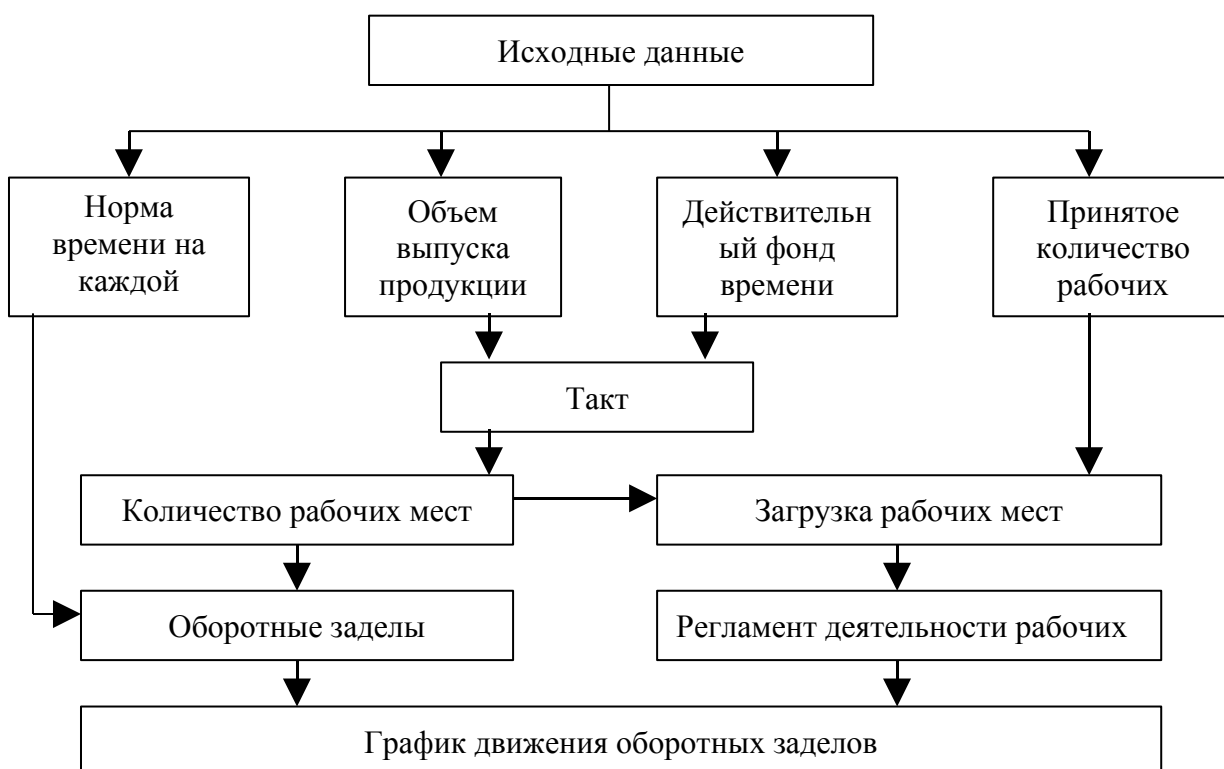 Исходные данные
Норма
времени на
каждой
Объем
выпуска
продукции
Действительн
ый фонд
времени
Принятое
количество
рабочих
Такт
Количество рабочих мест
Загрузка рабочих мест
Оборотные заделы
Регламент деятельности рабочих
График движения оборотных заделов